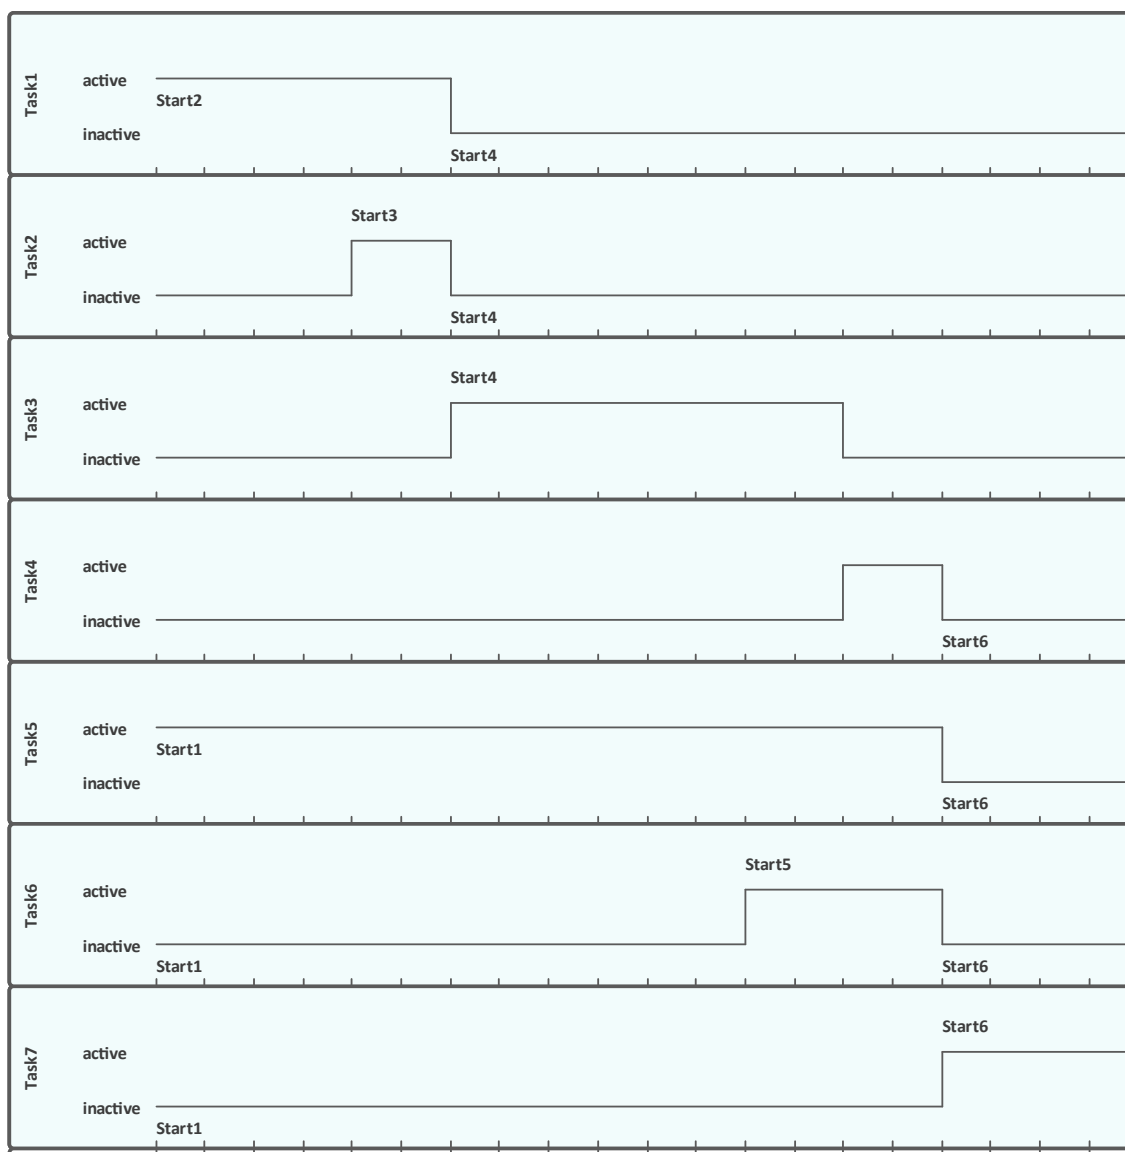 Task1
active
Start2
inactive
Start4
Task2
Start3
active
inactive
Start4
Task3
Start4
active
inactive
Task4
active
inactive
Start6
Task5
active
Start1
inactive
Start6
Task6
Start5
active
inactive
Start1 Start6
Task7
Start6
active
inactive
Start1